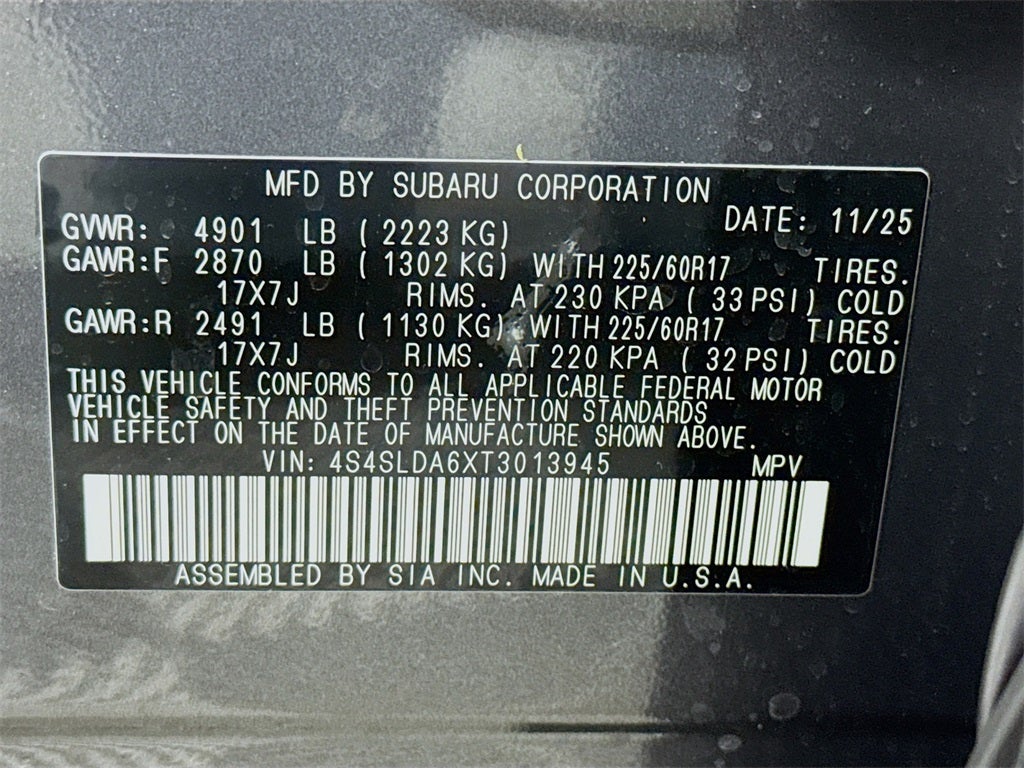 MFD BY SUBARU CORPORATION
DATE: 11/25
GVWR: 4901 LB ( 2223 KG)
GAWR:F 2870 LB ( 1302 KG) WITH 225/60R17 TIRES.
17X7J RIMS. AT 230 KPA ( 33 PSI) COLD
GAWR:R 2491 LB ( 1130 KG) WITH 225/60R17 TIRES.
17X7J RIMS. AT 220 KPA ( 32 PSI) COLD
THIS VEHICLE CONFORMS TO ALL APPLICABLE FEDERAL MOTOR
VEHICLE SAFETY AND THEFT PREVENTION STANDARDS
IN EFFECT ON THE DATE OF MANUFACTURE SHOWN ABOVE.
VIN: 4S4SLDA6XT3013945 MPV
ASSEMBLED BY SIA INC. MADE IN U.S.A.